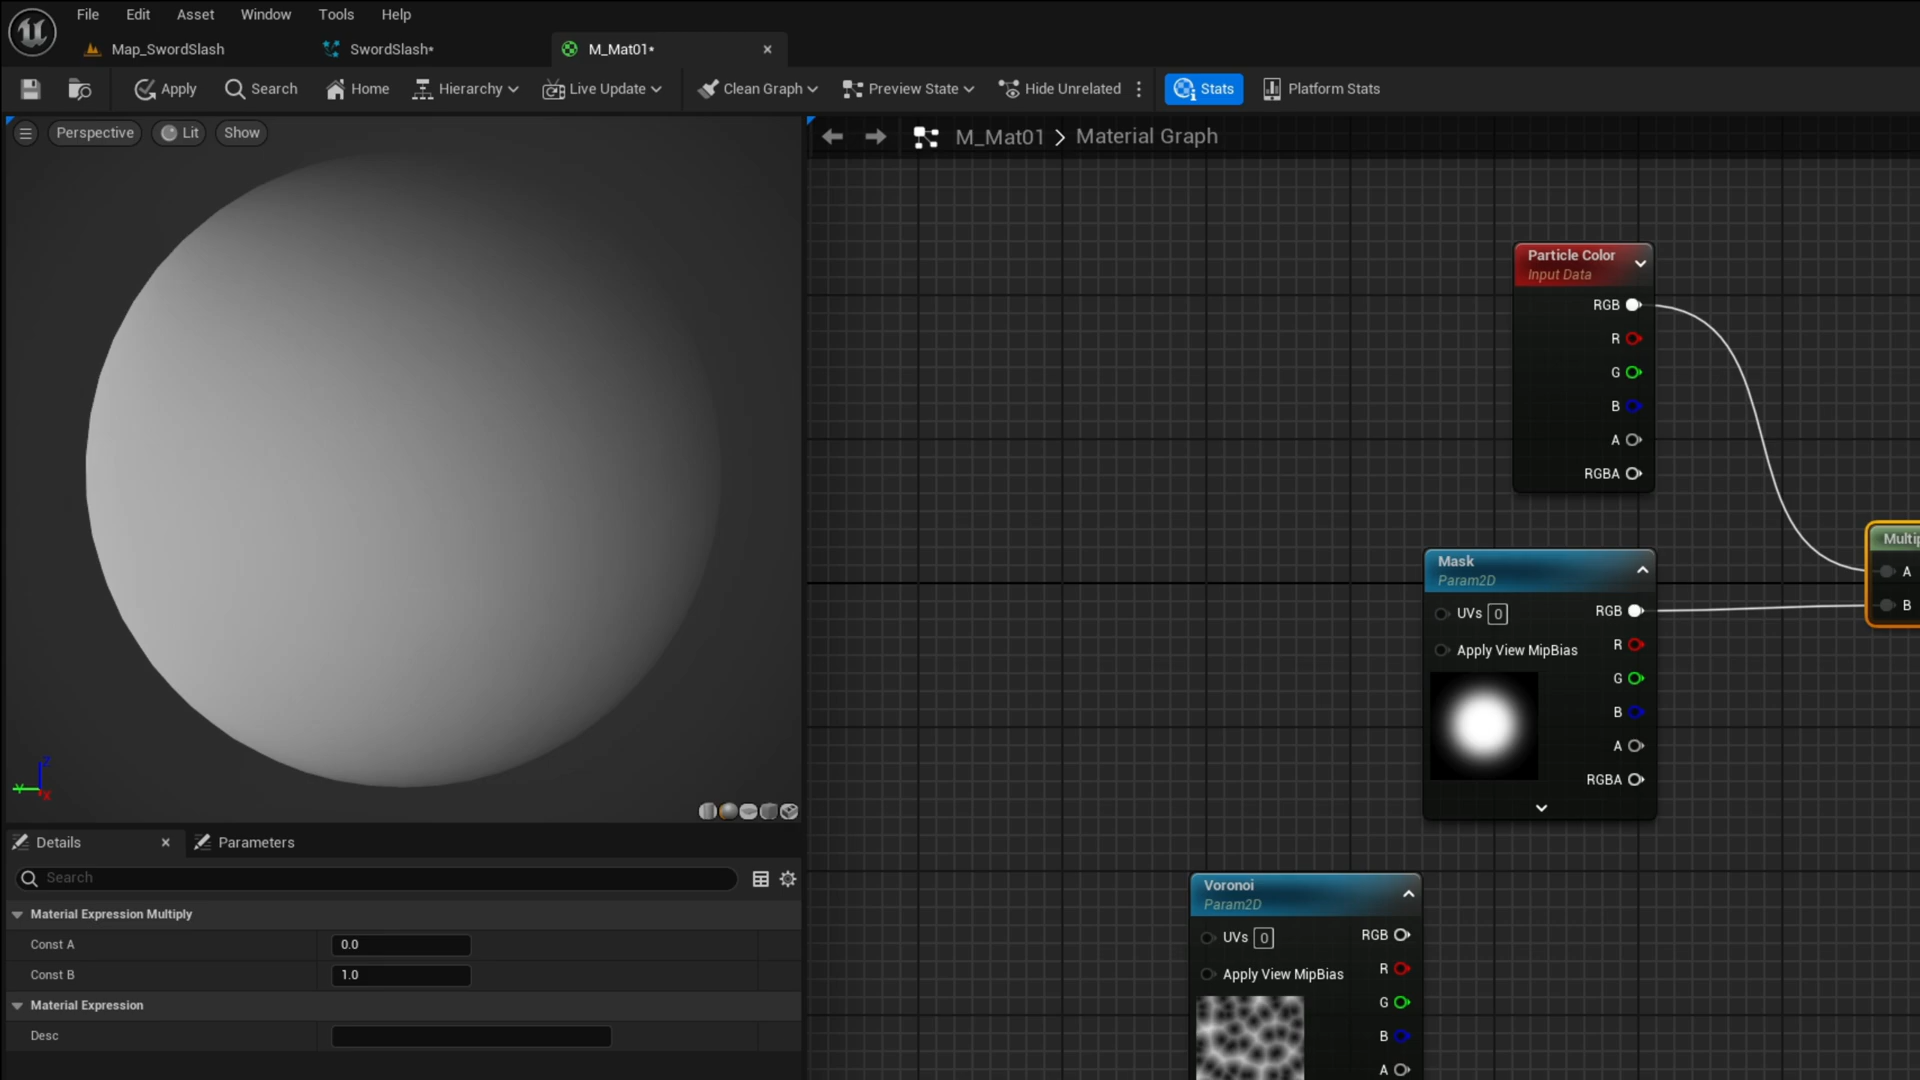 File Edit Asset Window Tools Help
Map_SwordSlash SwordSlash* M_Mat01*
Apply Search Home Hierarchy Live Update Clean Graph Preview State Hide Unrelated Stats Platform Stats
Perspective Lit Show
M_Mat01 > Material Graph
Particle Color
Input Data
RGB
R
G
B
A
RGBA
Multip
A
B
Mask
Param2D
UVs 0 RGB
R
Apply View MipBias
G
B
A
RGBA
Voronoi
Param2D
UVs 0 RGB
R
Apply View MipBias
G
B
A
Z
Y
X
Details Parameters
Search
Material Expression Multiply
Const A 0.0
Const B 1.0
Material Expression
Desc